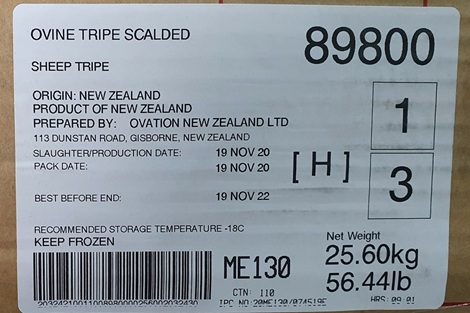 OVINE TRIPE SCALDED
89800
SHEEP TRIPE
ORIGIN: NEW ZEALAND
PRODUCT OF NEW ZEALAND
PREPARED BY: OVATION NEW ZEALAND LTD
113 DUNSTAN ROAD, GISBORNE, NEW ZEALAND
1
SLAUGHTER/PRODUCTION DATE: 19 NOV 20
PACK DATE: 19 NOV 20
[ H ]
3
BEST BEFORE END: 19 NOV 22
RECOMMENDED STORAGE TEMPERATURE -18C
KEEP FROZEN
Net Weight
25.60kg
56.44lb
ME130
CTN: 110
HRS: 09 01